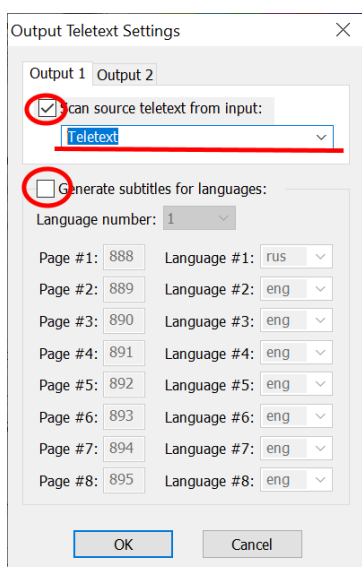 Output Teletext Settings
Output 1 Output 2
Scan source teletext from input:
Teletext
Generate subtitles for languages:
Language number: 1
Page #1: 888 Language #1: rus
Page #2: 889 Language #2: eng
Page #3: 890 Language #3: eng
Page #4: 891 Language #4: eng
Page #5: 892 Language #5: eng
Page #6: 893 Language #6: eng
Page #7: 894 Language #7: eng
Page #8: 895 Language #8: eng
OK Cancel